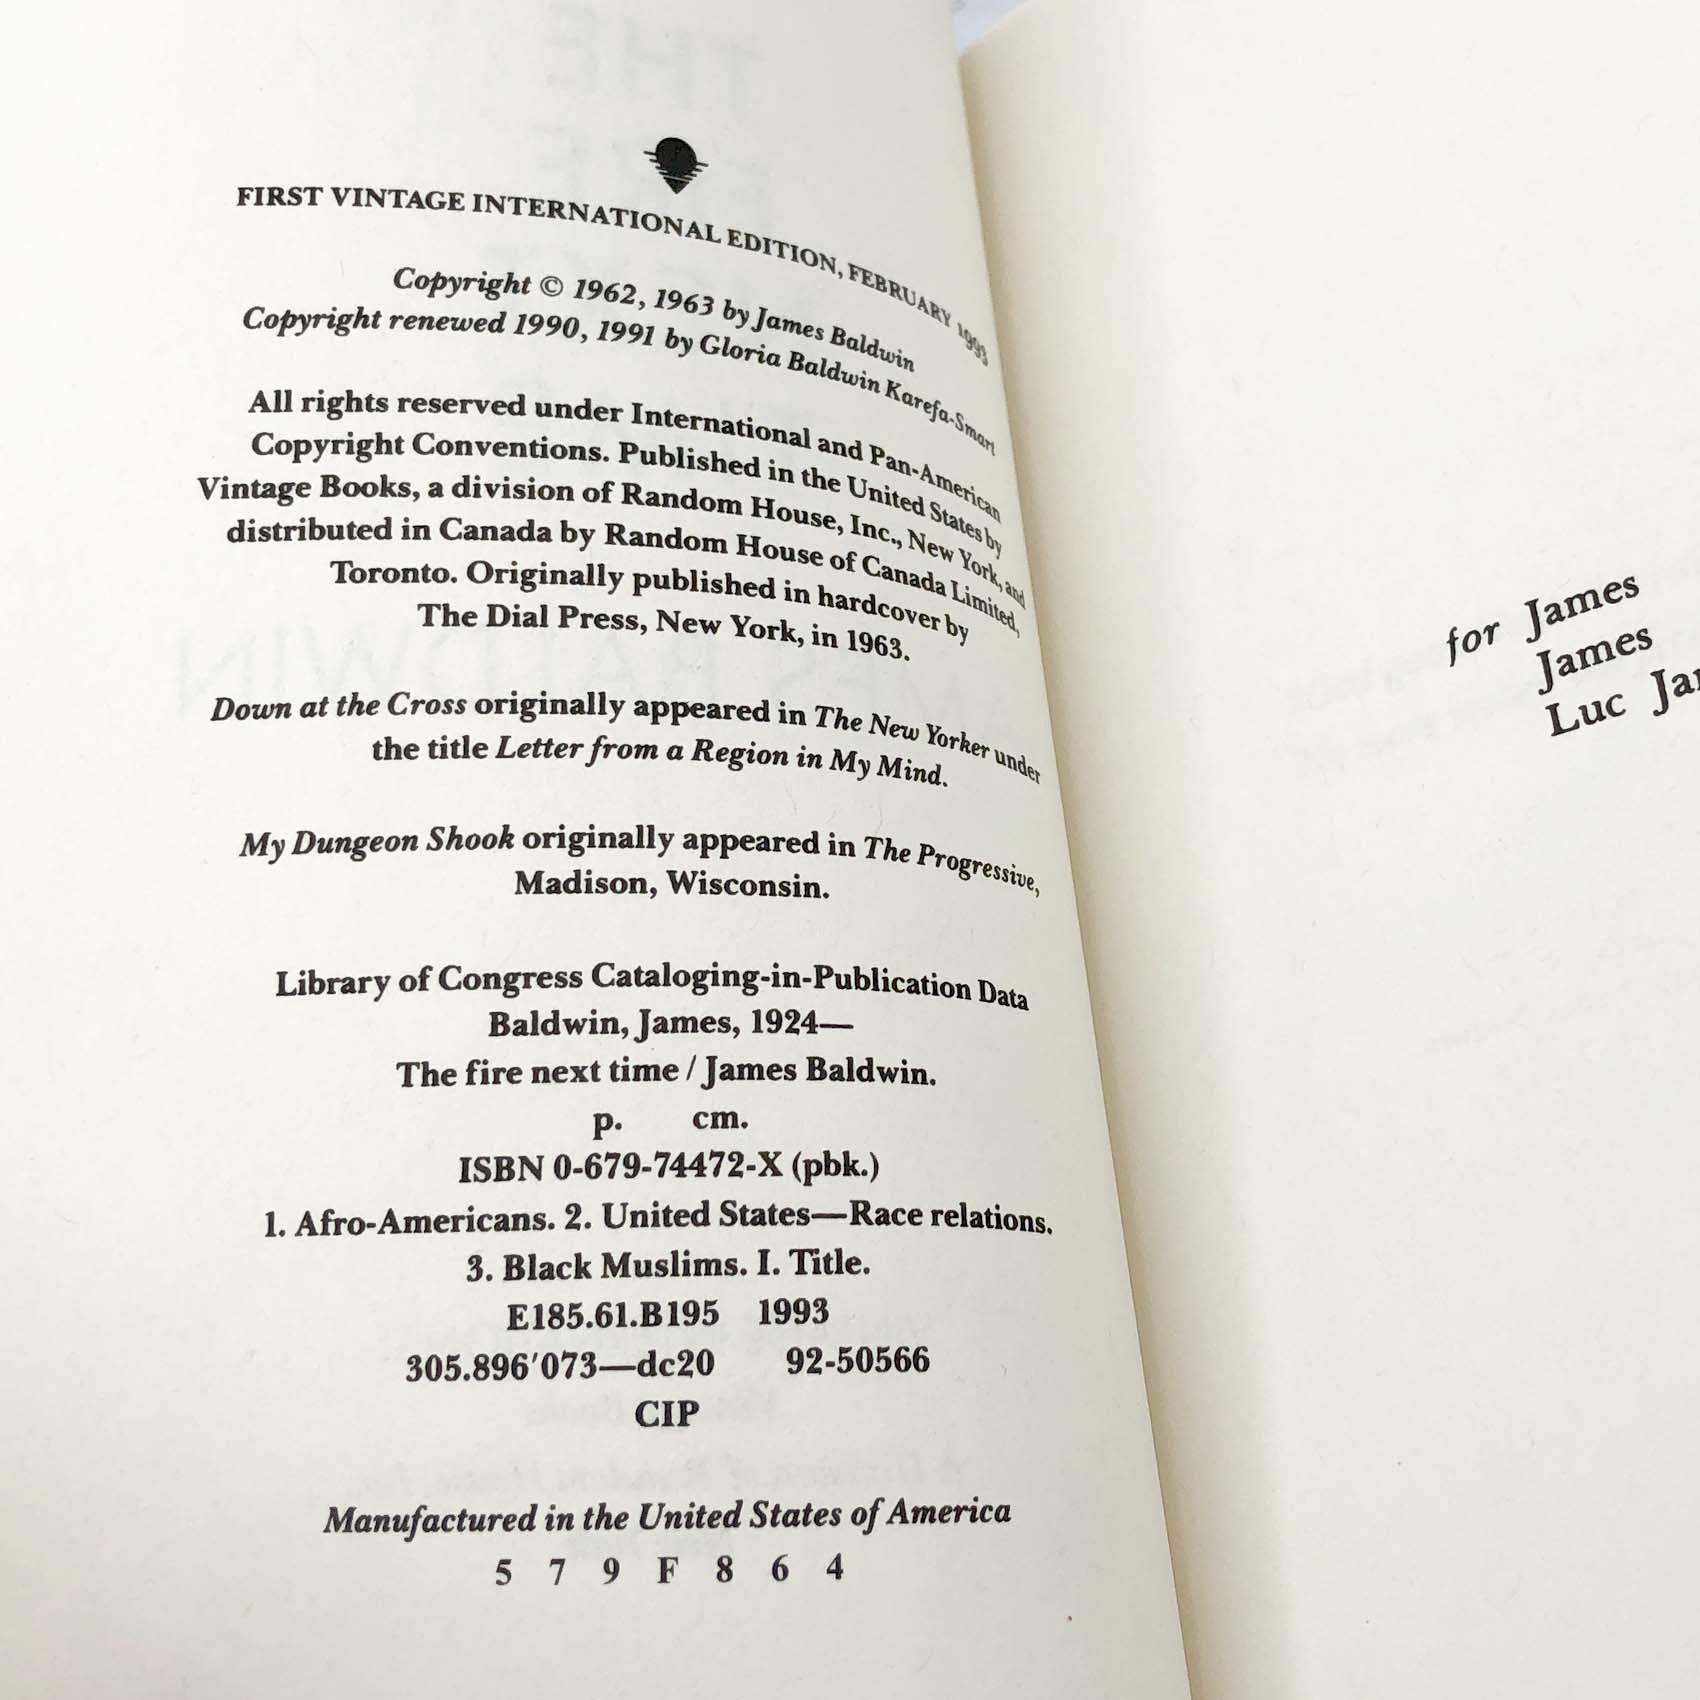 FIRST VINTAGE INTERNATIONAL EDITION, FEBRUARY 1993
Copyright © 1962, 1963 by James Baldwin
Copyright renewed 1990, 1991 by Gloria Baldwin Karefa-Smart
All rights reserved under International and Pan-American
Copyright Conventions. Published in the United States by
Vintage Books, a division of Random House, Inc., New York, and
distributed in Canada by Random House of Canada Limited,
Toronto. Originally published in hardcover by
The Dial Press, New York, in 1963.
Down at the Cross originally appeared in The New Yorker under
the title Letter from a Region in My Mind.
My Dungeon Shook originally appeared in The Progressive,
Madison, Wisconsin.
Library of Congress Cataloging-in-Publication Data
Baldwin, James, 1924—
The fire next time / James Baldwin.
p. cm.
ISBN 0-679-74472-X (pbk.)
1. Afro-Americans. 2. United States—Race relations.
3. Black Muslims. I. Title.
E185.61.B195 1993
305.896'073—dc20 92-50566
CIP
Manufactured in the United States of America
5 7 9 F 8 6 4
for James
James
Luc